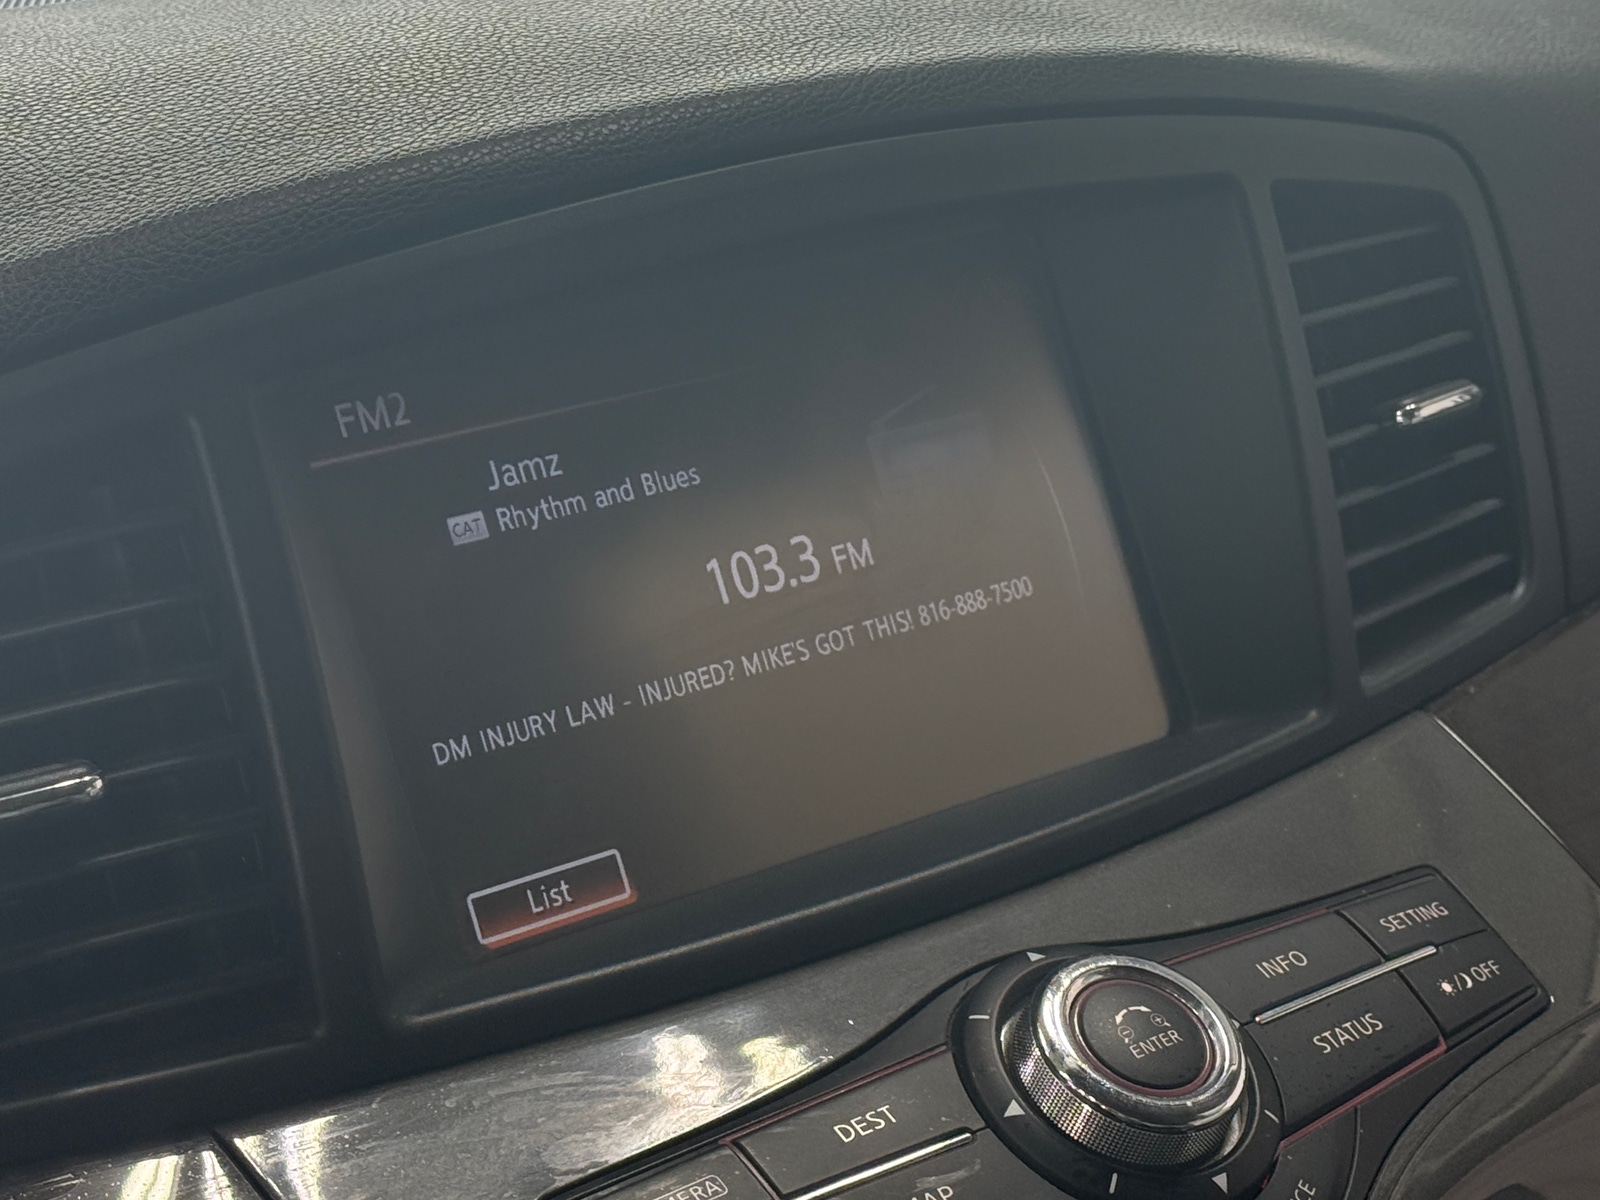 FM2
Jamz
CAT Rhythm and Blues
103.3 FM
DM INJURY LAW - INJURED? MIKE'S GOT THIS! 816-888-7500
List
SETTING
INFO
OFF
STATUS
ENTER
DEST